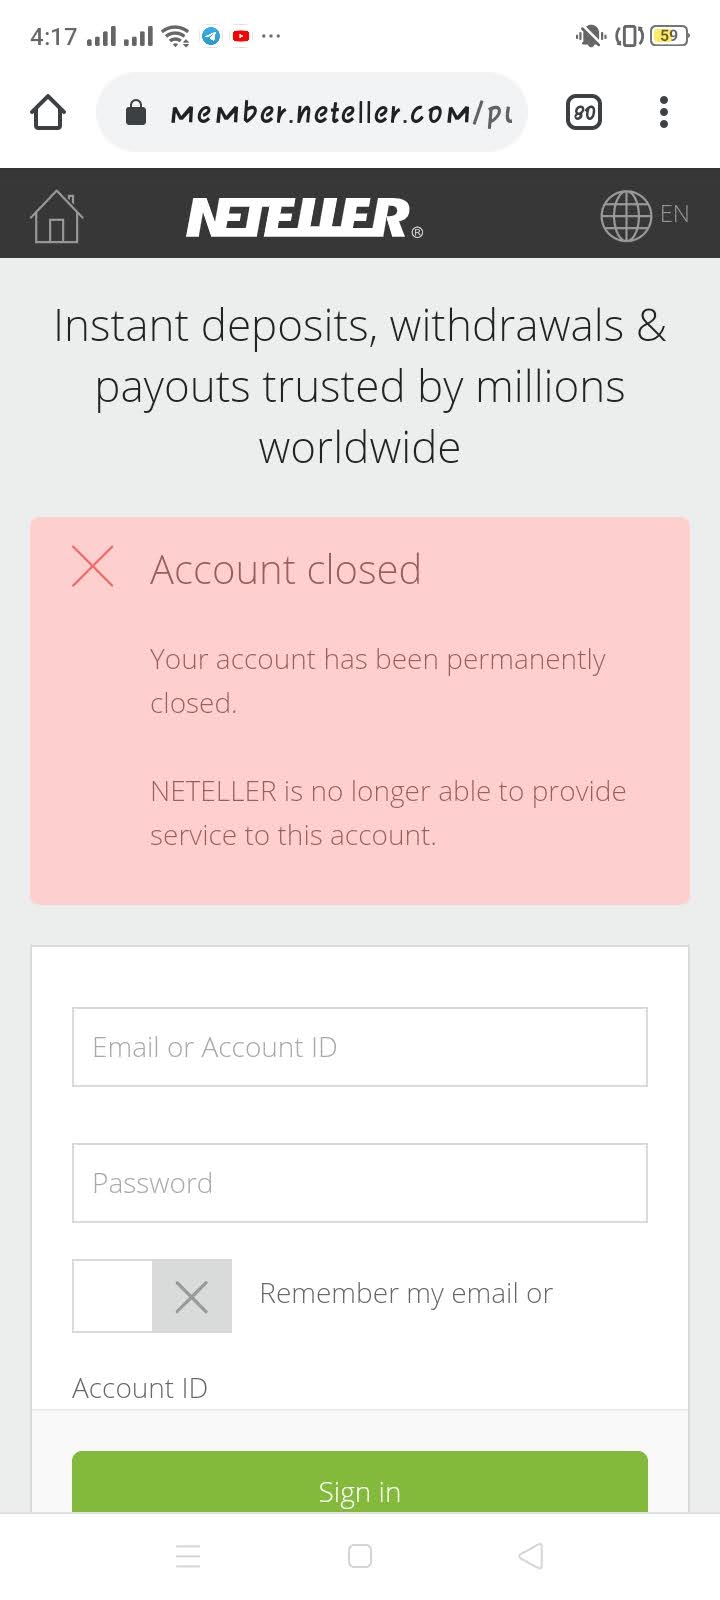 4:17
59
member.neteller.com/pu
80
NETELLER®
EN
Instant deposits, withdrawals &
payouts trusted by millions
worldwide
Account closed
Your account has been permanently
closed.
NETELLER is no longer able to provide
service to this account.
Email or Account ID
Password
Remember my email or
Account ID
Sign in